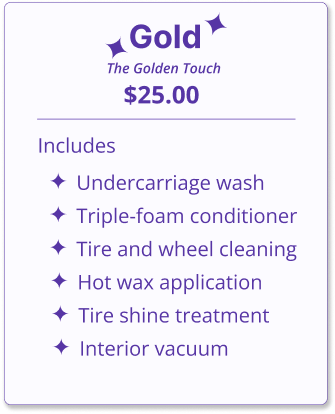 Gold
The Golden Touch
$25.00
Includes
Undercarriage wash
Triple-foam conditioner
Tire and wheel cleaning
Hot wax application
Tire shine treatment
Interior vacuum